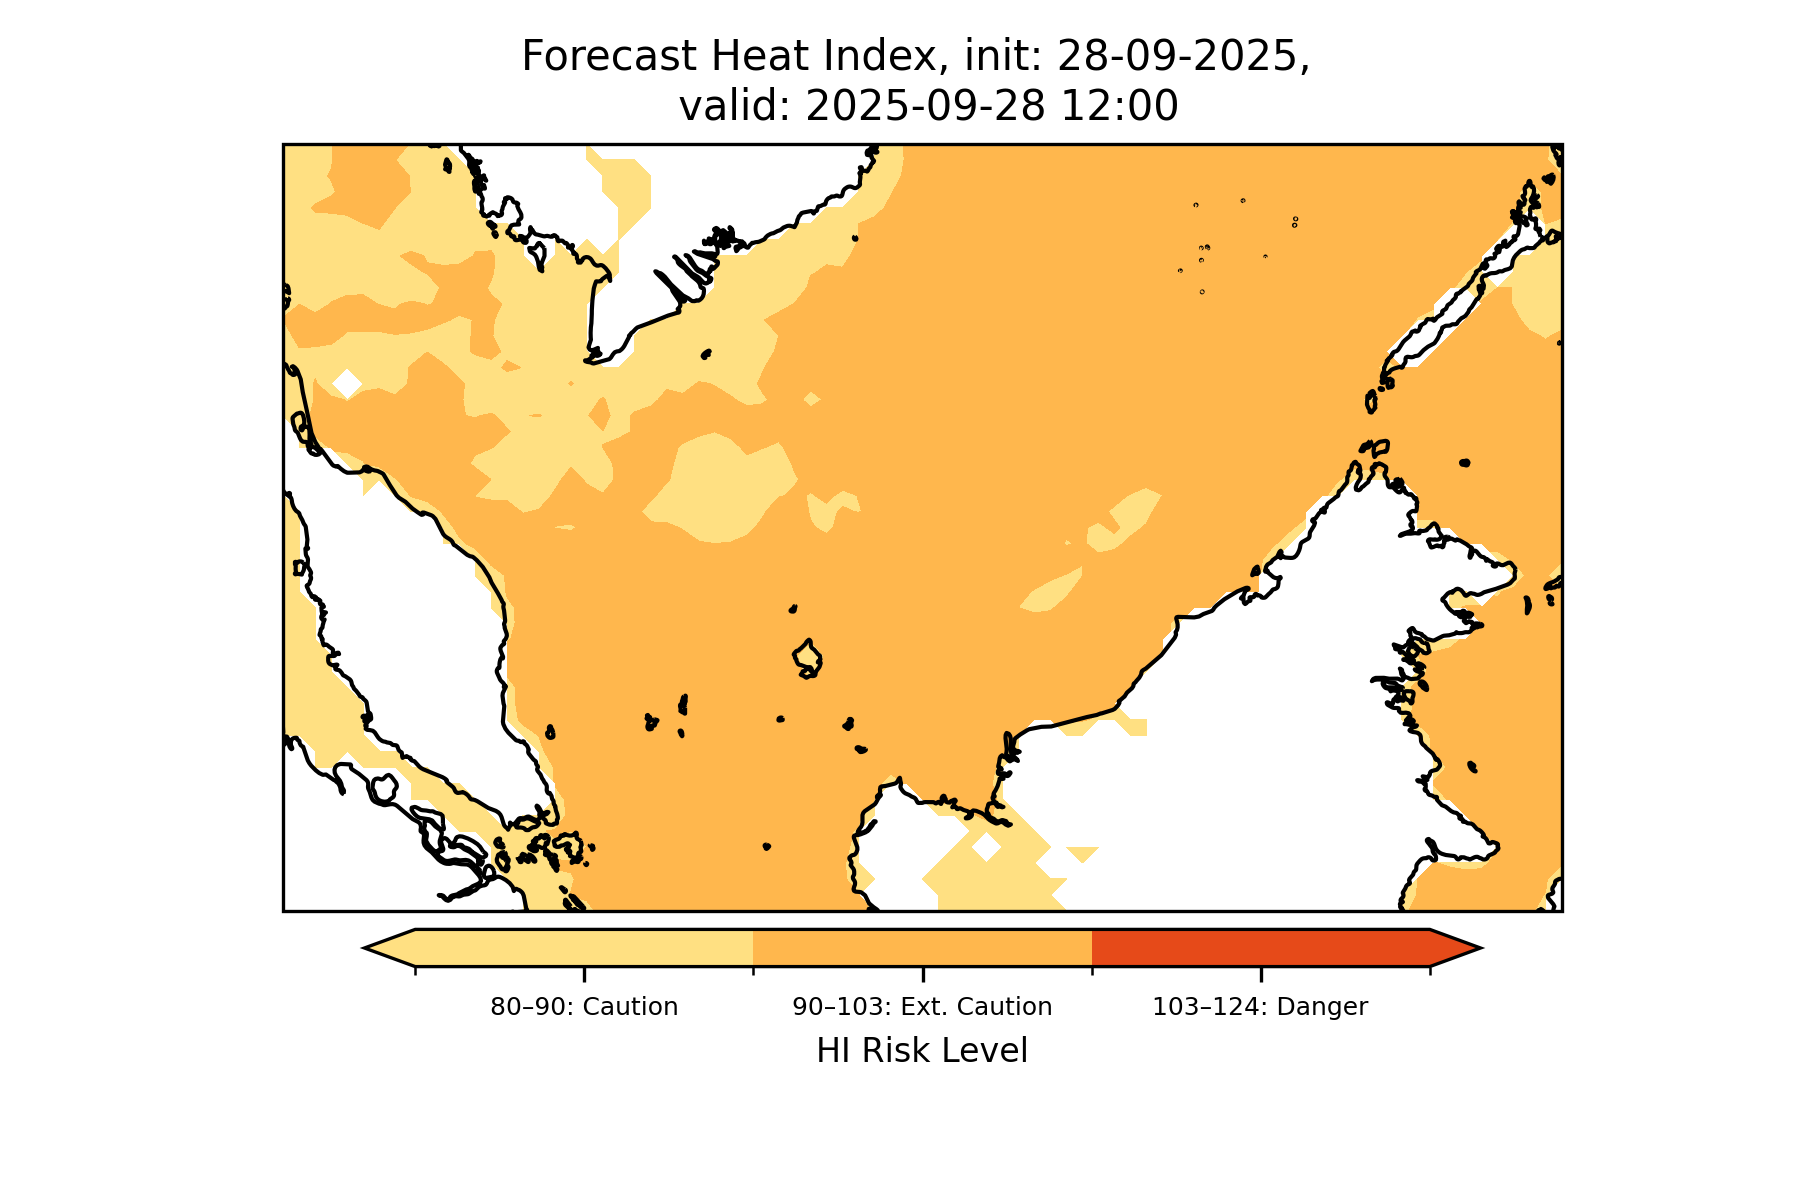 Forecast Heat Index, init: 28-09-2025,
valid: 2025-09-28 12:00
80–90: Caution
90–103: Ext. Caution
103–124: Danger
HI Risk Level